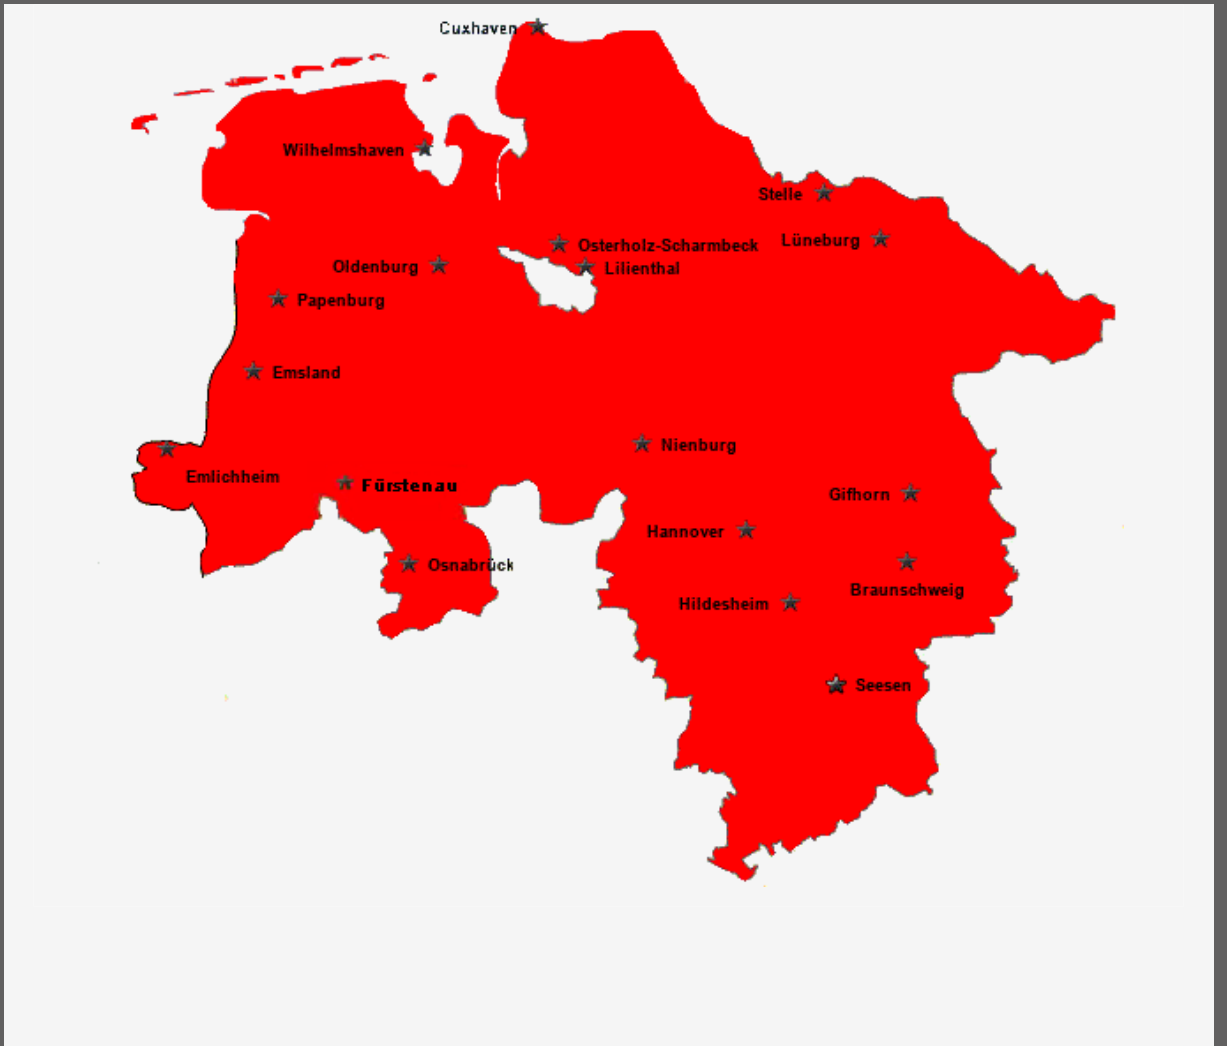 Cuxhaven
Wilhelmshaven
Stelle
Lüneburg
Osterholz-Scharmbeck
Oldenburg
Lilienthal
Papenburg
Emsland
Nienburg
Emlichheim
Fürstenau
Gifhorn
Hannover
Osnabrück
Braunschweig
Hildesheim
Seesen